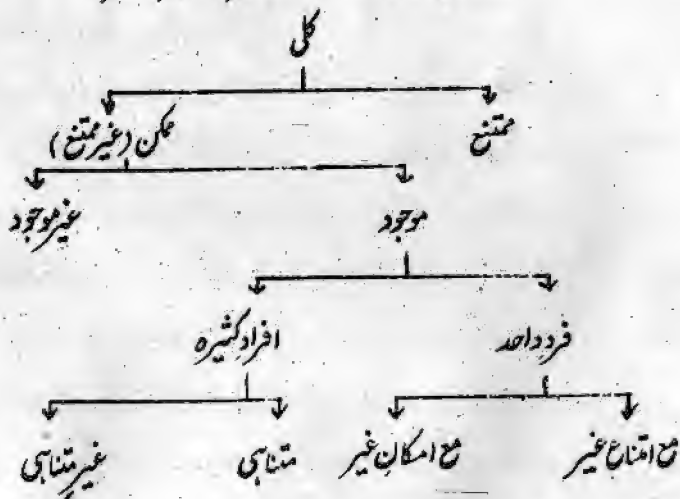 کلی
ممتنع ممکن (غیر ممتنع)
موجود غیر موجود
فرد واحد افراد کثیرہ
مع امتناع غیر مع امکان غیر متناہی غیر متناہی